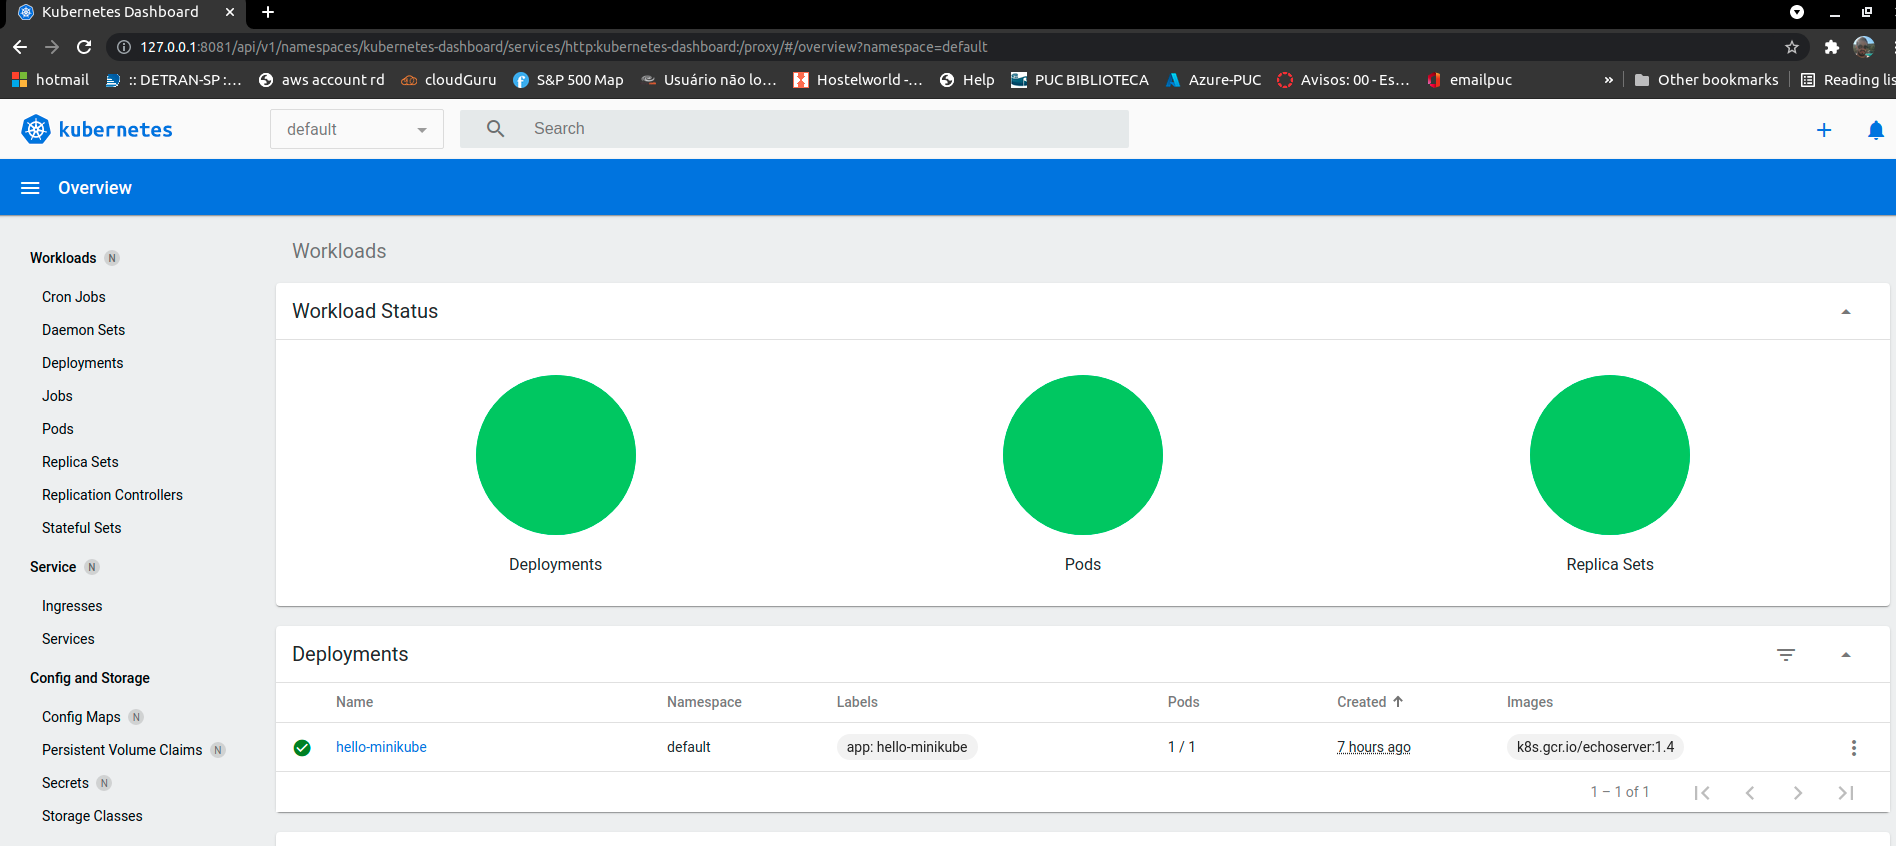 Kubernetes Dashboard
127.0.0.1:8081/api/v1/namespaces/kubernetes-dashboard/services/http:kubernetes-dashboard:/proxy/#/overview?namespace=default
hotmail :: DETRAN-SP :... aws account rd cloudGuru S&P 500 Map Usuário não lo... Hostelworld -... Help PUC BIBLIOTECA Azure-PUC Avisos: 00 - Es... emailpuc » Other bookmarks Reading lis
kubernetes default Search
Overview
Workloads N
Cron Jobs
Daemon Sets
Deployments
Jobs
Pods
Replica Sets
Replication Controllers
Stateful Sets
Service N
Ingresses
Services
Config and Storage
Config Maps N
Persistent Volume Claims N
Secrets N
Storage Classes
Workloads
Workload Status
Deployments Pods Replica Sets
Deployments
Name Namespace Labels Pods Created Images
hello-minikube default app: hello-minikube 1 / 1 7 hours ago k8s.gcr.io/echoserver:1.4
1 – 1 of 1